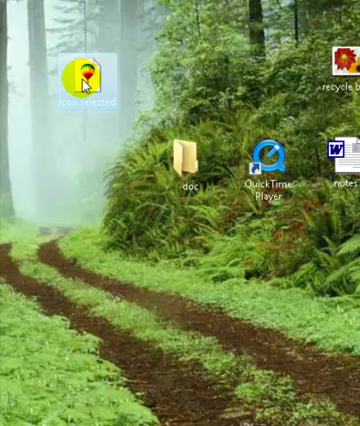 Icon selected
recycle b
doc
QuickTime
Player
W
notes